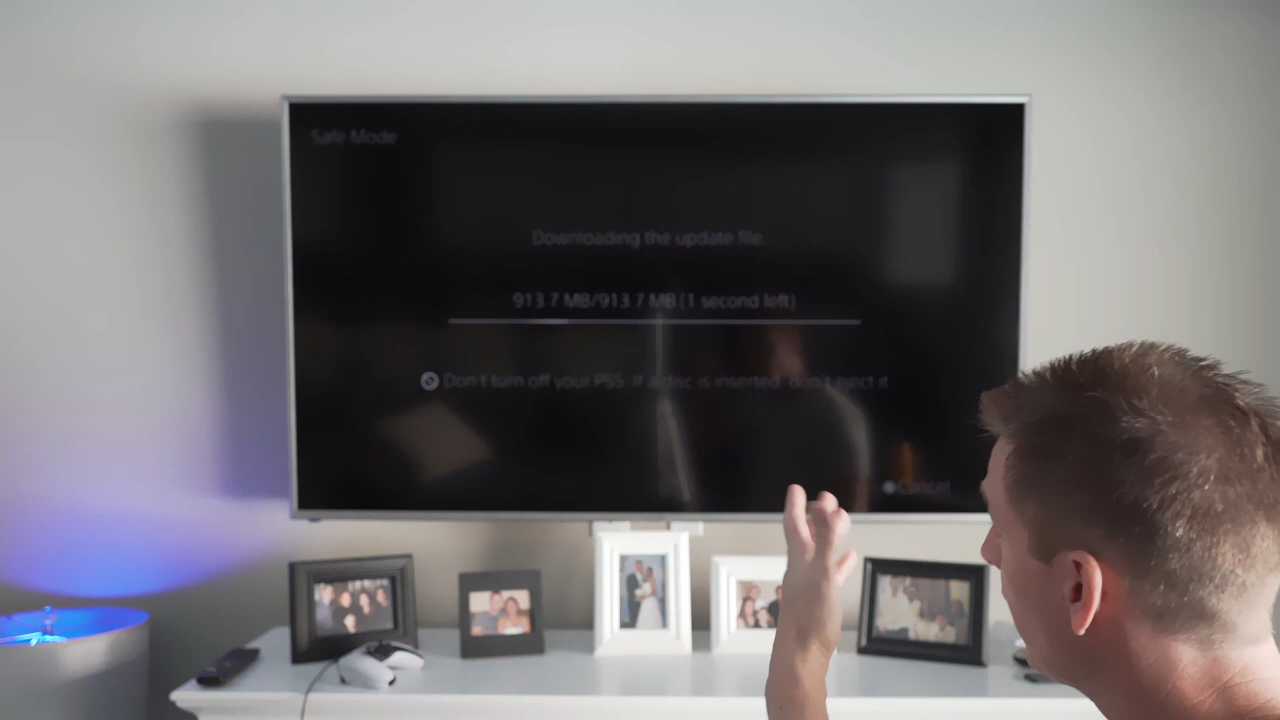 Safe Mode
Downloading the update file
913.7 MB/913.7 MB (1 second left)
Don't turn off your PS5. If a disc is inserted, don't eject it
Cancel